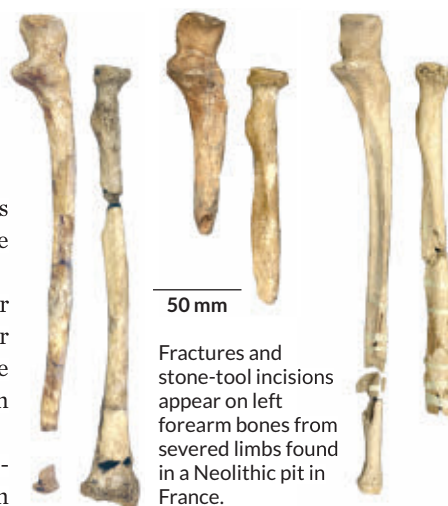 s
e
r
r
e
n
-
n
50 mm
Fractures and
stone-tool incisions
appear on left
forearm bones from
severed limbs found
in a Neolithic pit in
France.